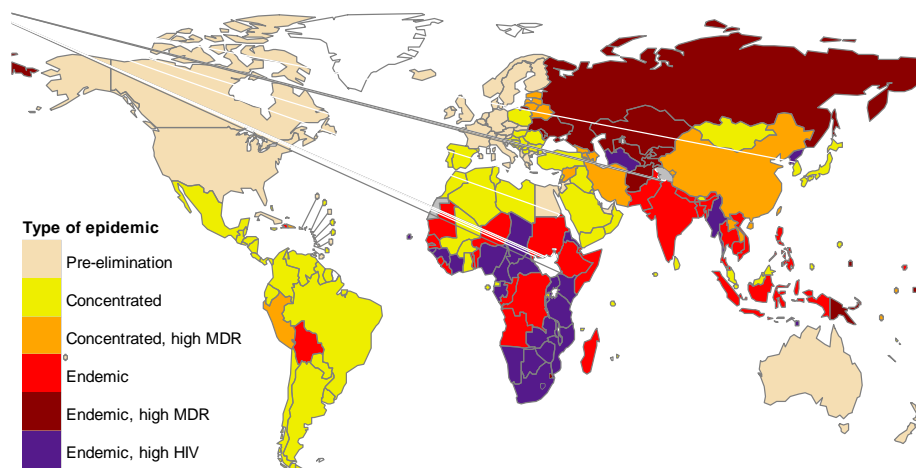 Type of epidemic
Pre-elimination
Concentrated
Concentrated, high MDR
Endemic
Endemic, high MDR
Endemic, high HIV